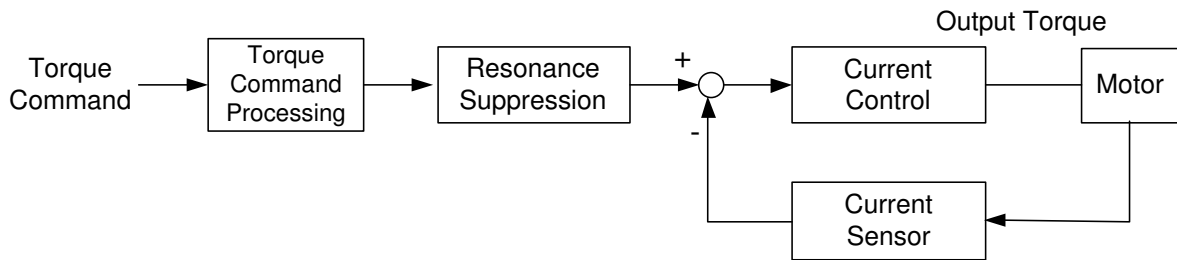 Output Torque
Torque
Command
Torque
Command
Processing
Resonance
Suppression
+
-
Current
Control
Motor
Current
Sensor